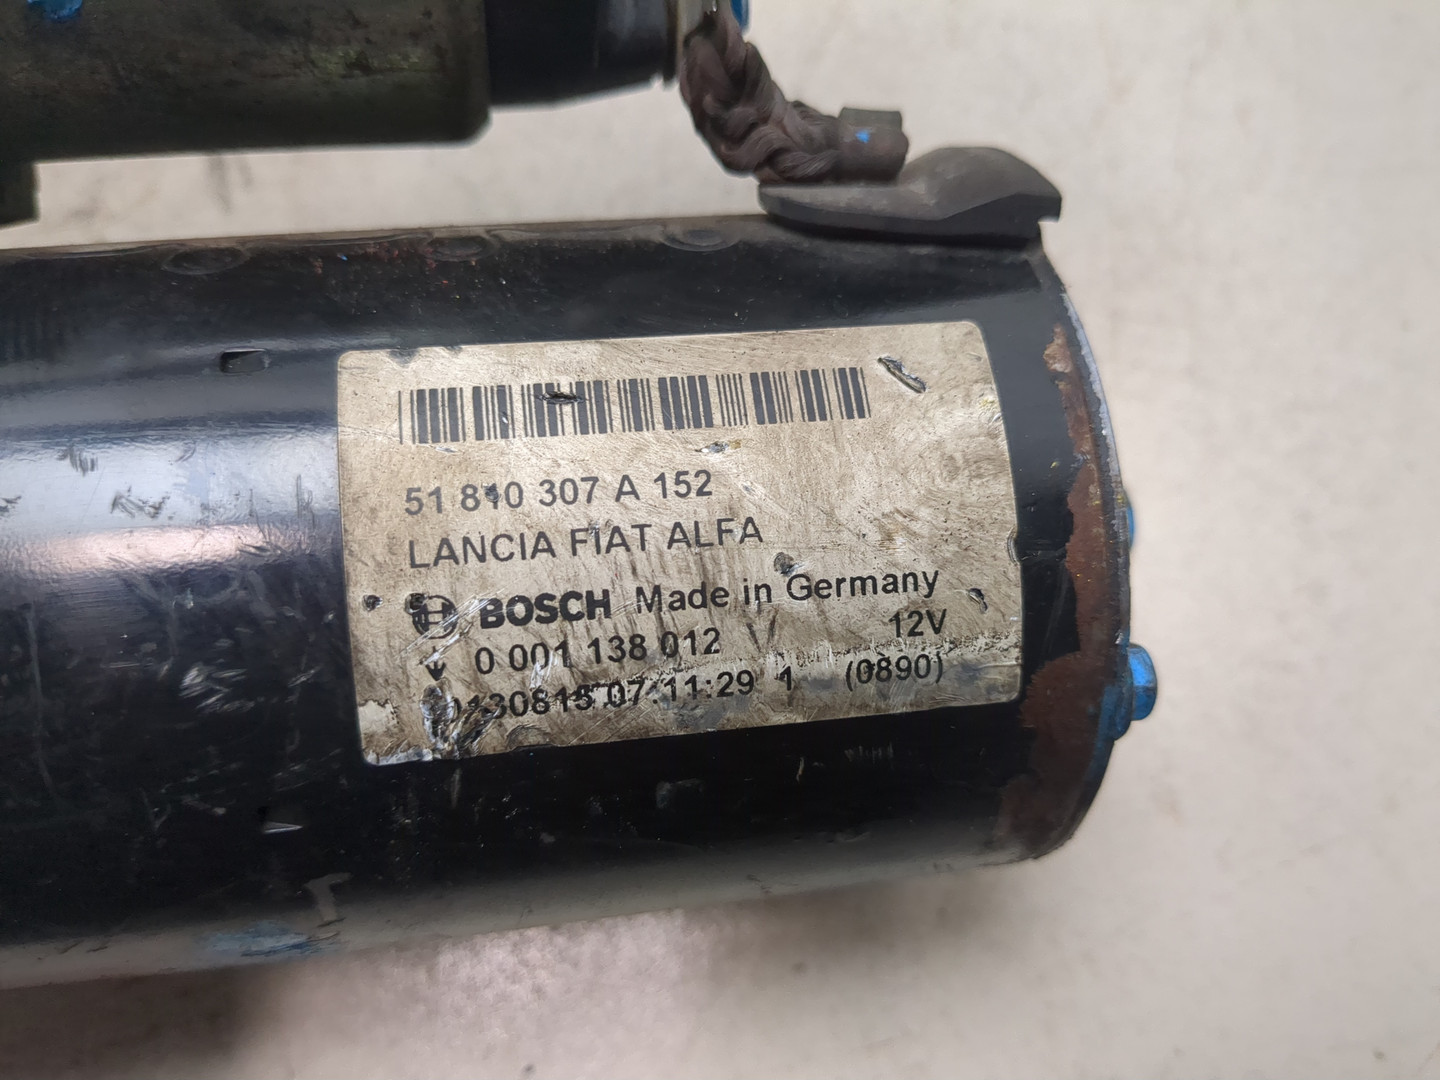 51 810 307 A 152
LANCIA FIAT ALFA
BOSCH Made in Germany
0 001 138 012 12V
07:11:29 1 (0890)